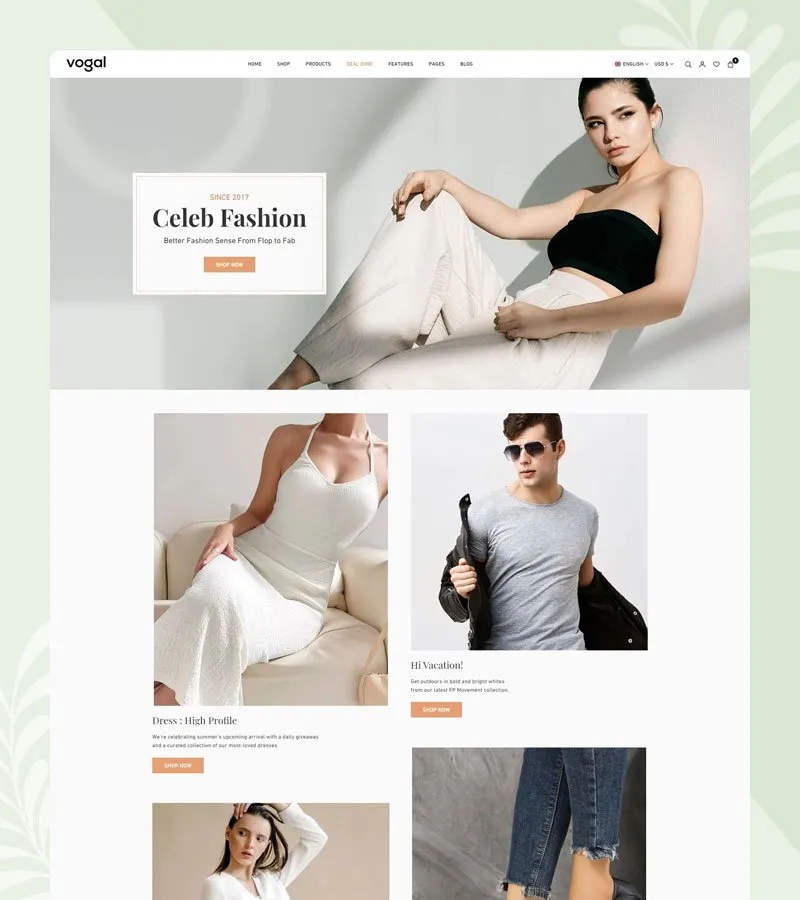 vogal
HOME SHOP PRODUCTS DEAL ZONE FEATURES PAGES BLOG
ENGLISH USD $
1
SINCE 2017
Celeb Fashion
Better Fashion Sense From Flop to Fab
SHOP NOW
Dress : High Profile
We're celebrating summer's upcoming arrival with a daily giveaway
and a curated collection of our most-loved dresses.
SHOP NOW
Hi Vacation!
Get outdoors in bold and bright whites
from our latest FP Movement collection.
SHOP NOW